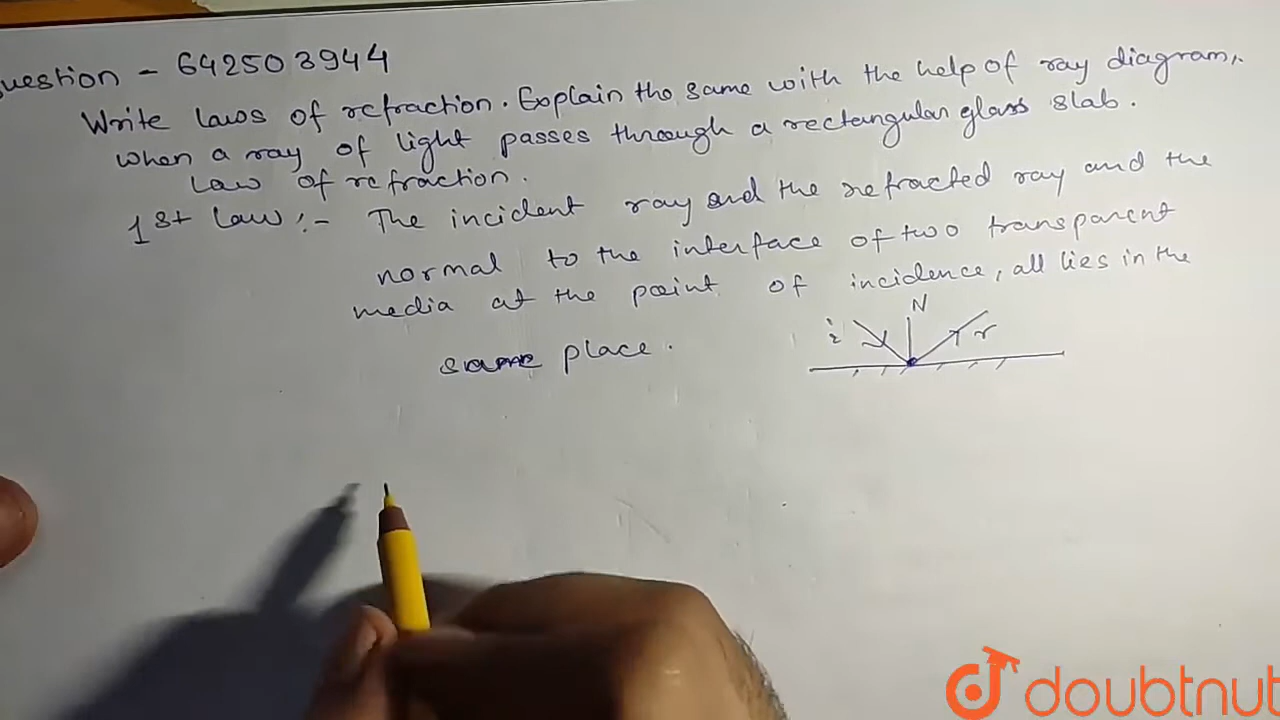 Question - 642503944
Write laws of refraction. Explain the same with the help of ray diagram,
when a ray of light passes through a rectangular glass slab.
Law of refraction.
1st Law :- The incident ray and the refracted ray and the
normal to the interface of two transparent
media at the point of incidence, all lies in the
same place.
i N r
doubtnut